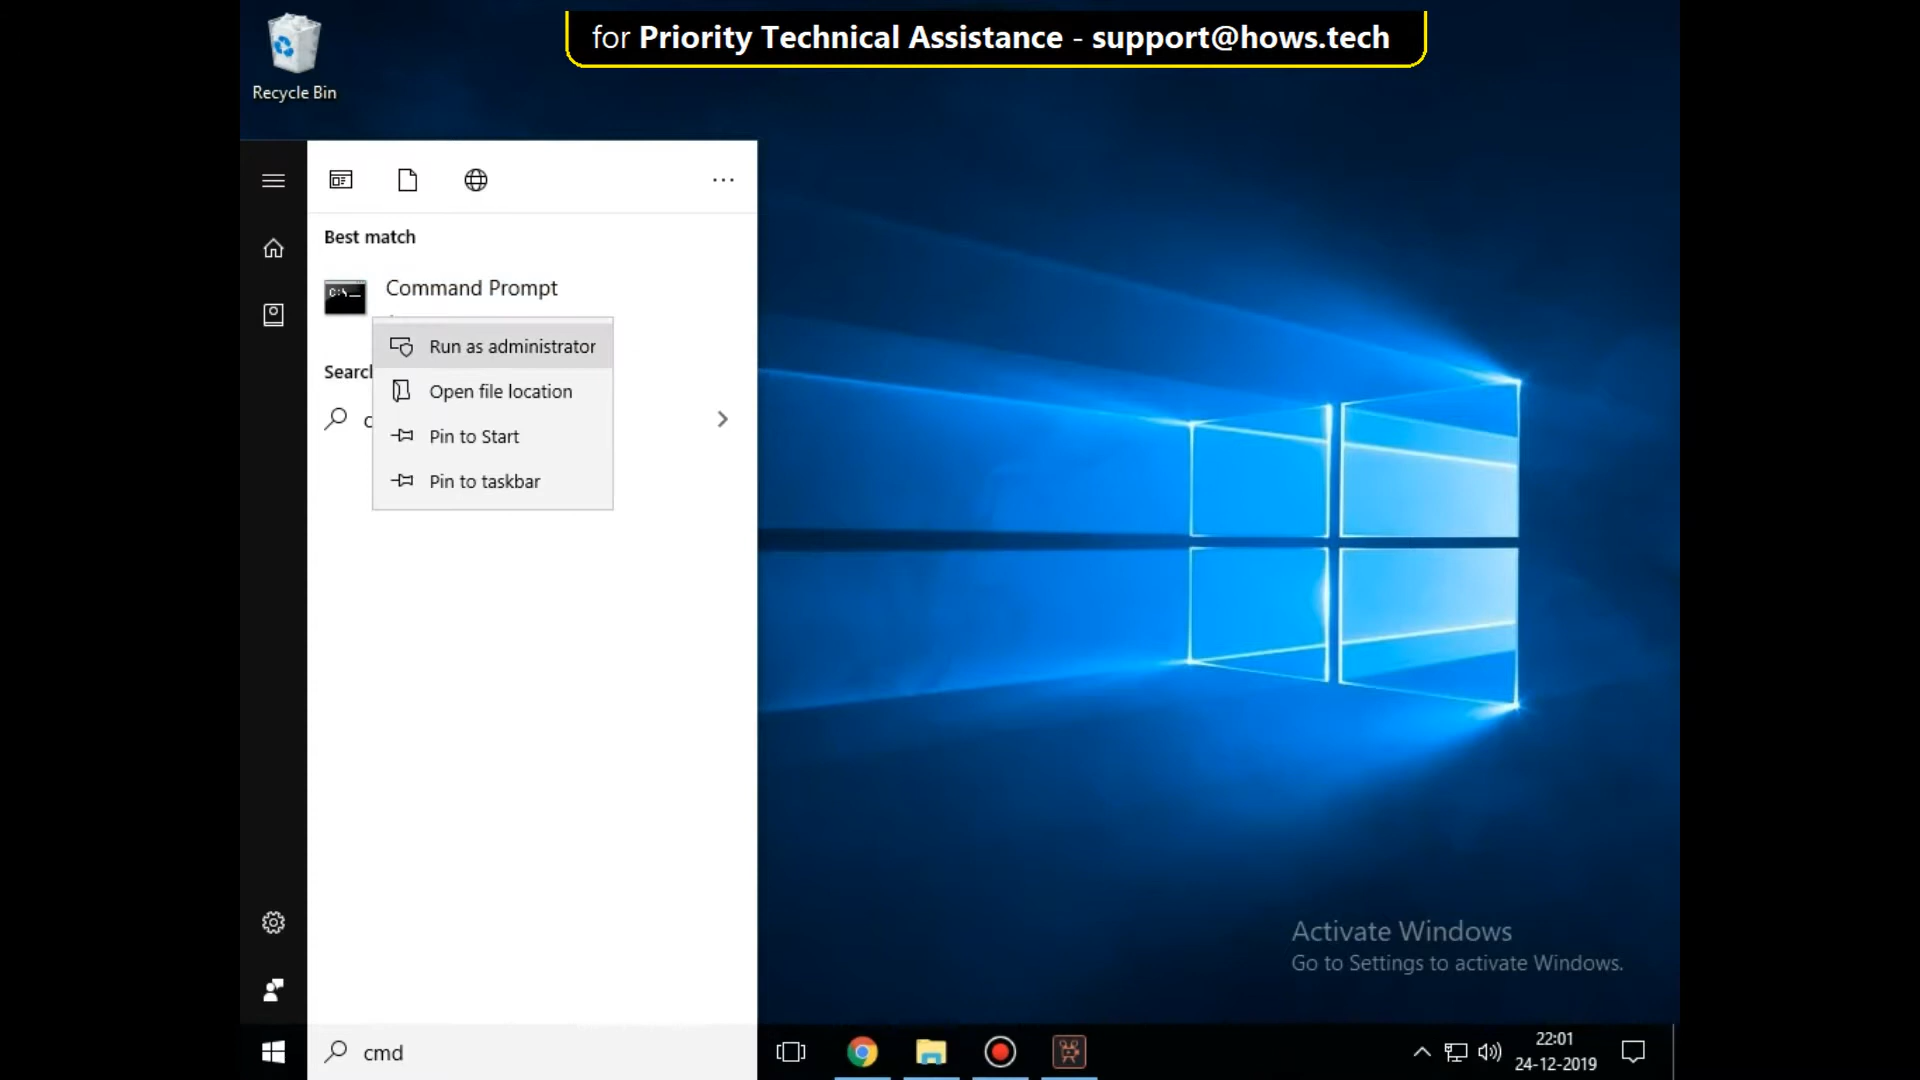 for Priority Technical Assistance - support@hows.tech
Recycle Bin
Best match
Command Prompt
Run as administrator
Open file location
Pin to Start
Pin to taskbar
cmd
Activate Windows
Go to Settings to activate Windows.
22:01
24-12-2019